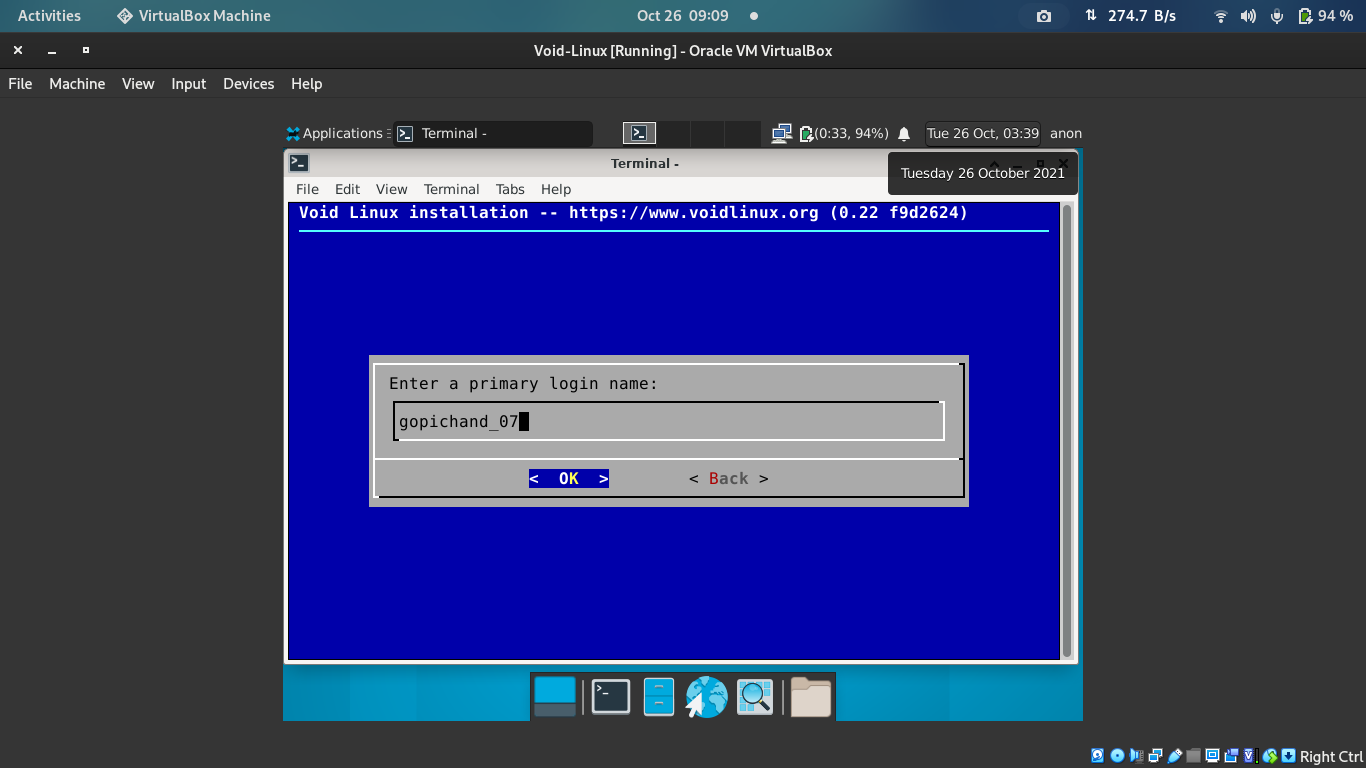 Activities VirtualBox Machine Oct 26 09:09 274.7 B/s 94 %
Void-Linux [Running] - Oracle VM VirtualBox
File Machine View Input Devices Help
Applications Terminal - (0:33, 94%) Tue 26 Oct, 03:39 anon
Terminal -
Tuesday 26 October 2021
File Edit View Terminal Tabs Help
Void Linux installation -- https://www.voidlinux.org (0.22 f9d2624)
Enter a primary login name:
gopichand_07
< OK > < Back >
Right Ctrl